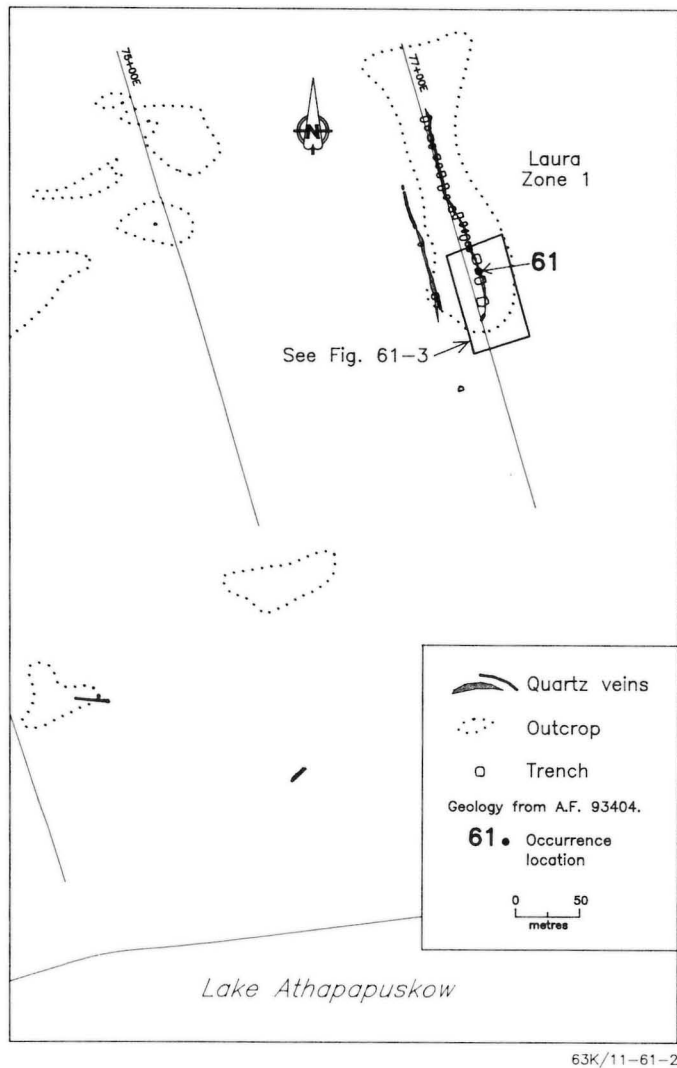 75+00E
77+00E
N
Laura
Zone 1
61
See Fig. 61-3
Quartz veins
Outcrop
Trench
Geology from A.F. 93404.
61 Occurrence
location
0 50
metres
Lake Athapapuskow
63K/11-61-2